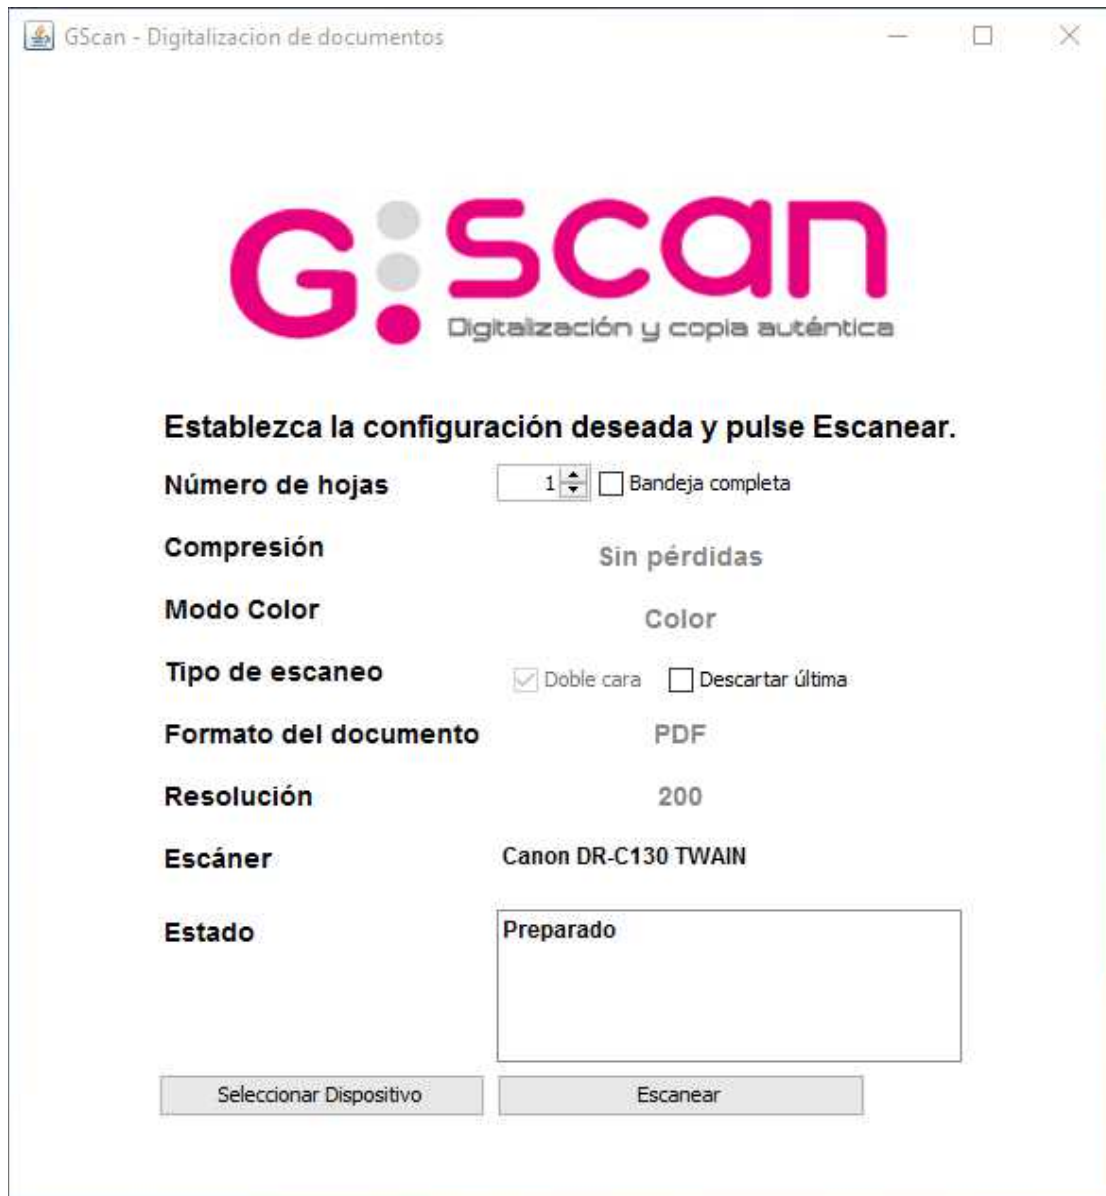 GScan - Digitalizacion de documentos
G scan
Digitalización y copia auténtica
Establezca la configuración deseada y pulse Escanear.
Número de hojas 1 Bandeja completa
Compresión Sin pérdidas
Modo Color Color
Tipo de escaneo Doble cara Descartar última
Formato del documento PDF
Resolución 200
Escáner Canon DR-C130 TWAIN
Estado Preparado
Seleccionar Dispositivo Escanear